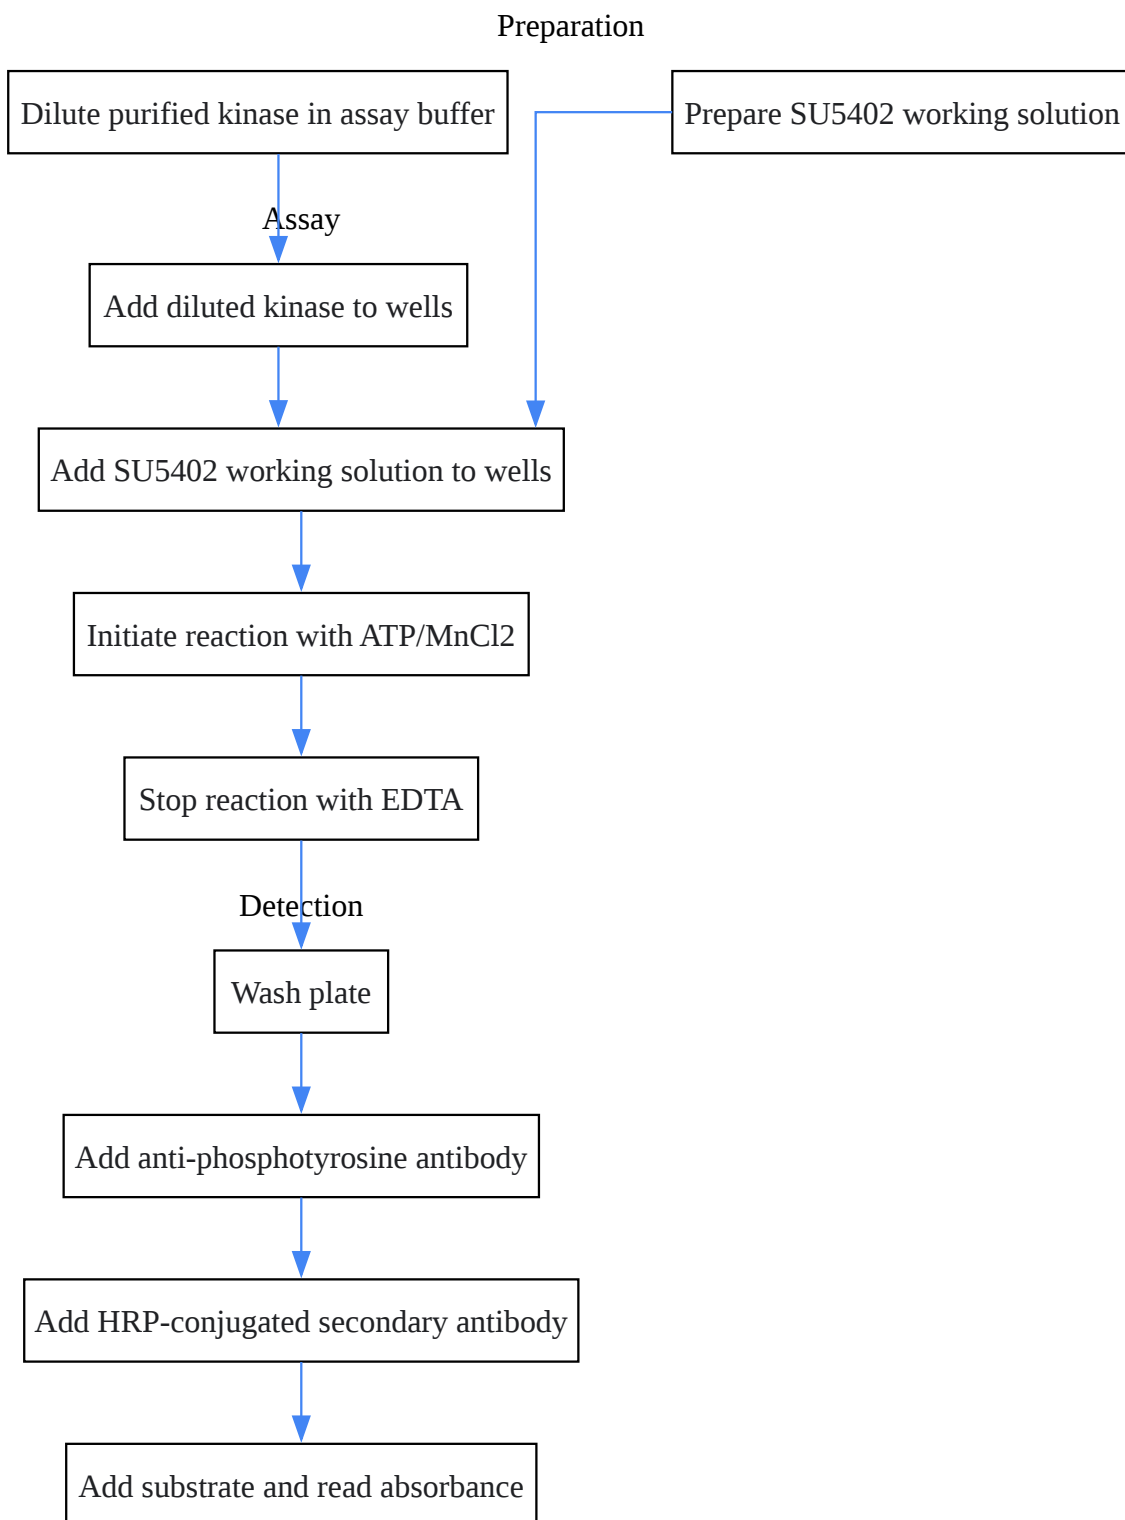 Preparation
Dilute purified kinase in assay buffer
Prepare SU5402 working solution
Assay
Add diluted kinase to wells
Add SU5402 working solution to wells
Initiate reaction with ATP/MnCl2
Stop reaction with EDTA
Detection
Wash plate
Add anti-phosphotyrosine antibody
Add HRP-conjugated secondary antibody
Add substrate and read absorbance